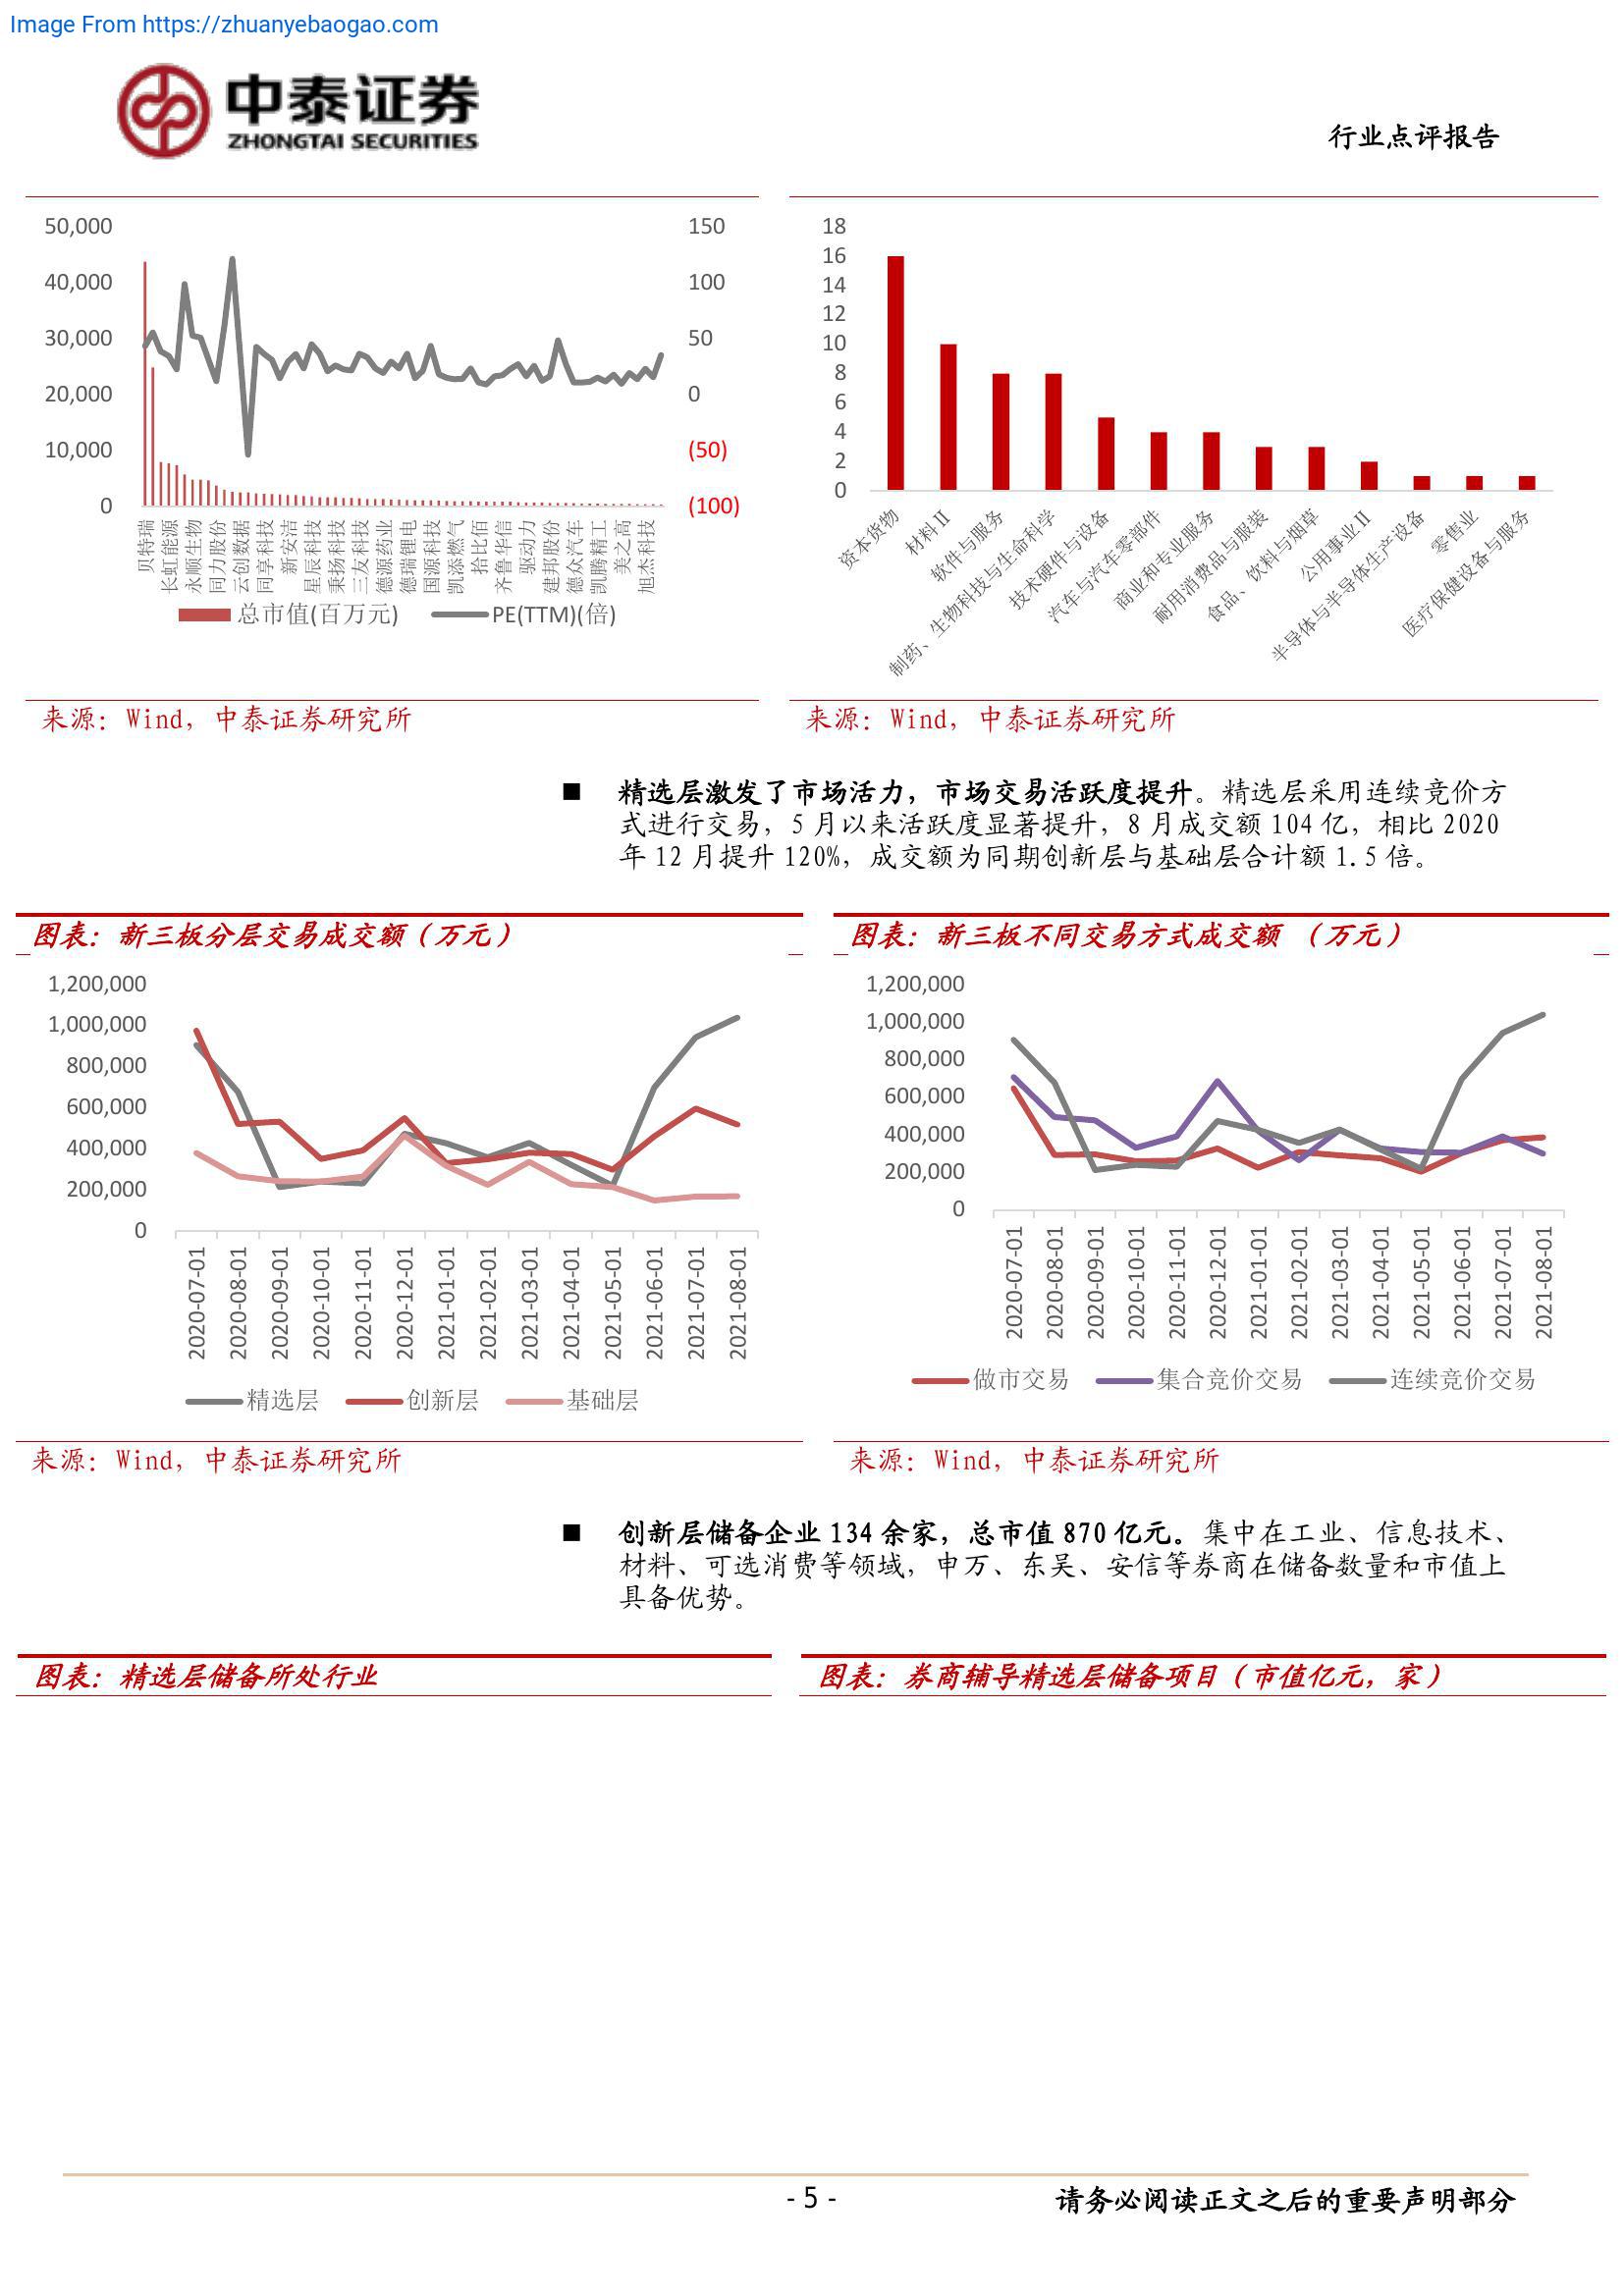 Image From https://zhuanyebaogao.com
中泰证券
ZHONGTAI SECURITIES
行业点评报告
50,000
40,000
30,000
20,000
10,000
0
150
100
50
0
(50)
(100)
贝特瑞
长虹能源
永顺生物
同力股份
云创数据
同享科技
新安洁
星辰科技
秉扬科技
三友科技
德源药业
德瑞锂电
国源科技
凯添燃气
拾比佰
齐鲁华信
驱动力
建邦股份
德众汽车
凯腾精工
美之高
旭杰科技
总市值(百万元) PE(TTM)(倍)
18
16
14
12
10
8
6
4
2
0
资本货物
材料Ⅱ
软件与服务
制药、生物科技与生命科学
技术硬件与设备
汽车与汽车零部件
商业和专业服务
耐用消费品与服装
食品、饮料与烟草
公用事业Ⅱ
半导体与半导体生产设备
零售业
医疗保健设备与服务
来源：Wind，中泰证券研究所
来源：Wind，中泰证券研究所
■ 精选层激发了市场活力，市场交易活跃度提升。精选层采用连续竞价方
式进行交易，5 月以来活跃度显著提升，8 月成交额 104 亿，相比 2020
年 12 月提升 120%，成交额为同期创新层与基础层合计额 1.5 倍。
图表：新三板分层交易成交额（万元）
1,200,000
1,000,000
800,000
600,000
400,000
200,000
0
2020-07-01
2020-08-01
2020-09-01
2020-10-01
2020-11-01
2020-12-01
2021-01-01
2021-02-01
2021-03-01
2021-04-01
2021-05-01
2021-06-01
2021-07-01
2021-08-01
精选层 创新层 基础层
图表：新三板不同交易方式成交额 （万元）
1,200,000
1,000,000
800,000
600,000
400,000
200,000
0
2020-07-01
2020-08-01
2020-09-01
2020-10-01
2020-11-01
2020-12-01
2021-01-01
2021-02-01
2021-03-01
2021-04-01
2021-05-01
2021-06-01
2021-07-01
2021-08-01
做市交易 集合竞价交易 连续竞价交易
来源：Wind，中泰证券研究所
来源：Wind，中泰证券研究所
■ 创新层储备企业 134 余家，总市值 870 亿元。集中在工业、信息技术、
材料、可选消费等领域，申万、东吴、安信等券商在储备数量和市值上
具备优势。
图表：精选层储备所处行业
图表：券商辅导精选层储备项目（市值亿元，家）
- 5 -
请务必阅读正文之后的重要声明部分